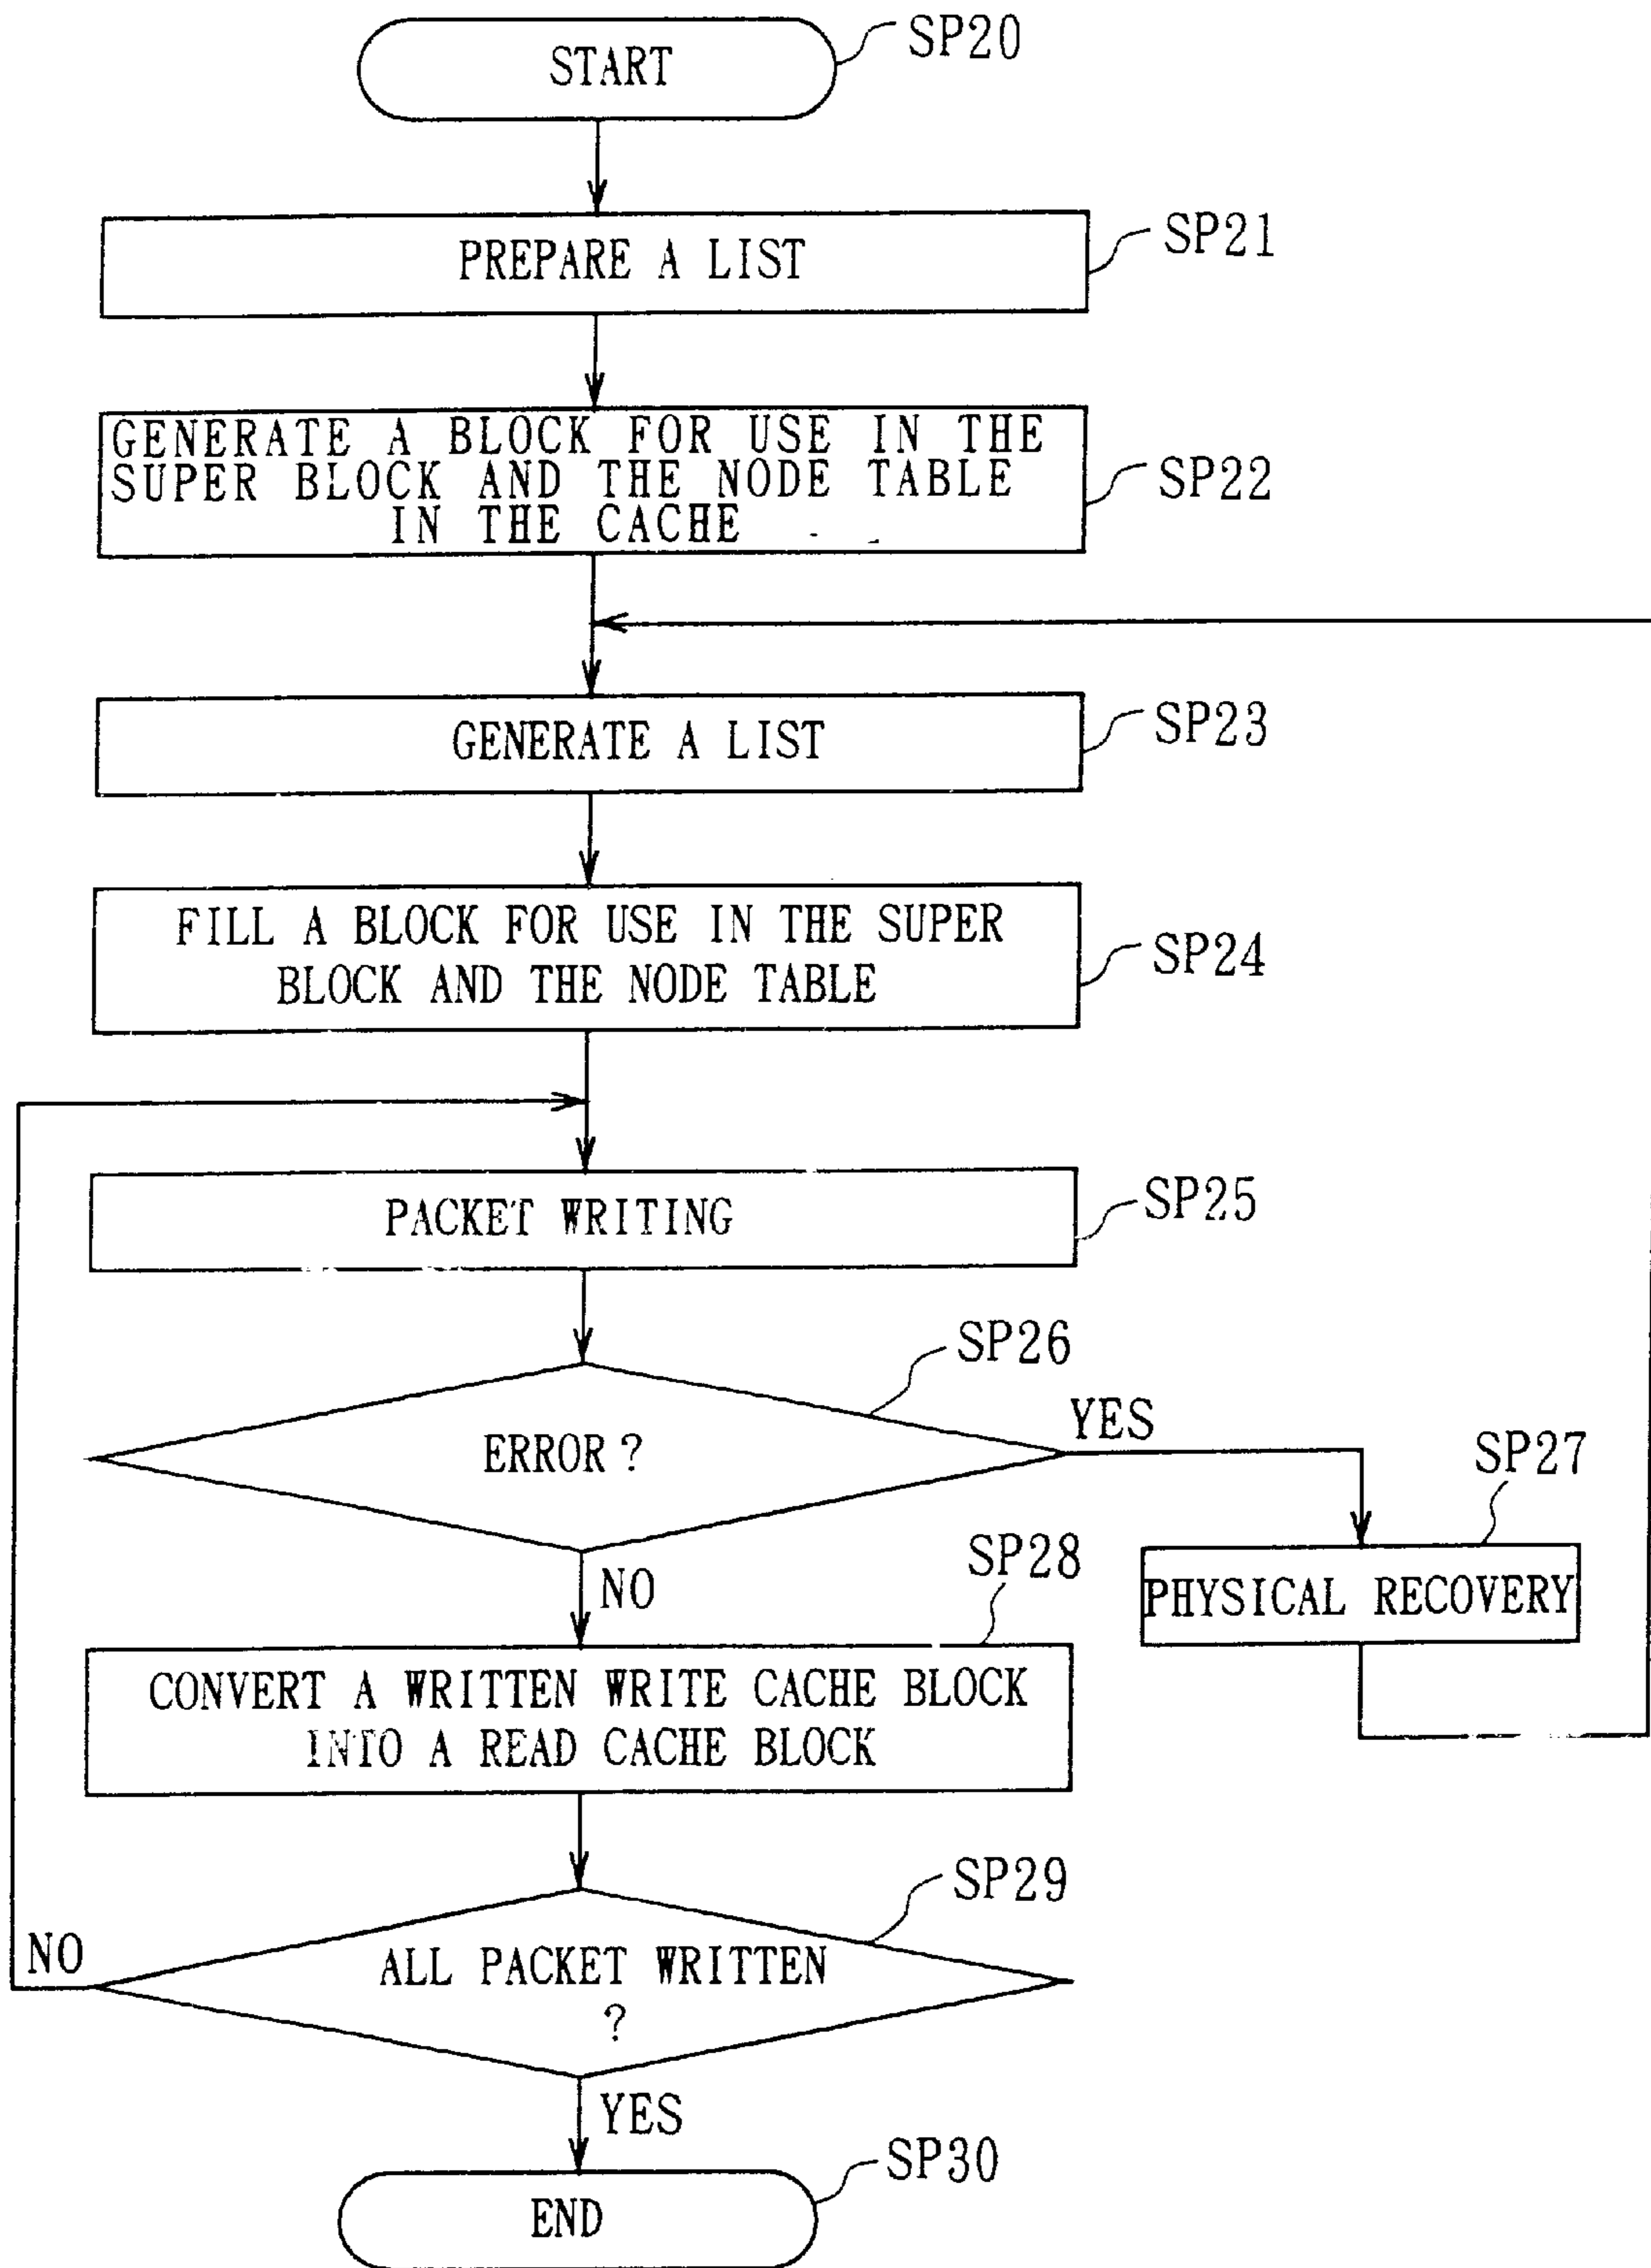 START
SP20
PREPARE A LIST
SP21
GENERATE A BLOCK FOR USE IN THE
SUPER BLOCK AND THE NODE TABLE
IN THE CACHE
SP22
GENERATE A LIST
SP23
FILL A BLOCK FOR USE IN THE SUPER
BLOCK AND THE NODE TABLE
SP24
PACKET WRITING
SP25
SP26
ERROR ?
YES
SP27
PHYSICAL RECOVERY
NO
SP28
CONVERT A WRITTEN WRITE CACHE BLOCK
INTO A READ CACHE BLOCK
SP29
ALL PACKET WRITTEN
?
NO
YES
SP30
END